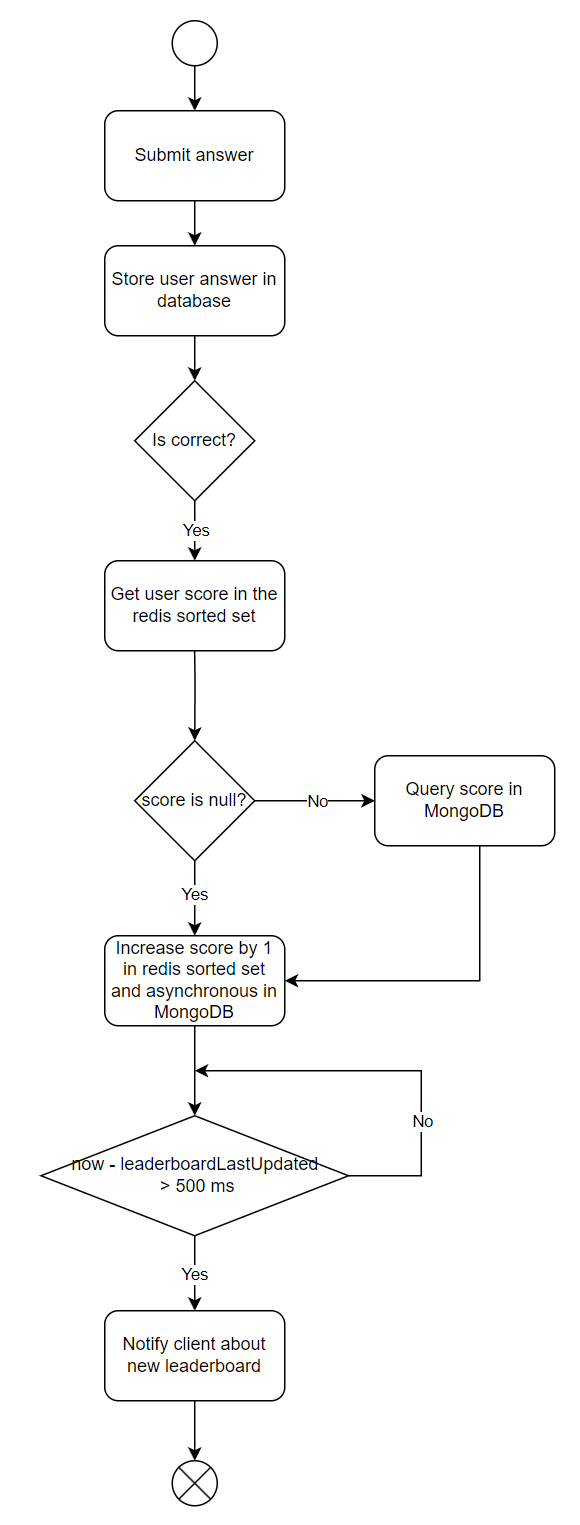 Submit answer
Store user answer in
database
Is correct?
Yes
Get user score in the
redis sorted set
score is null?
No
Query score in
MongoDB
Yes
Increase score by 1
in redis sorted set
and asynchronous in
MongoDB
No
now - leaderboardLastUpdated
> 500 ms
Yes
Notify client about
new leaderboard